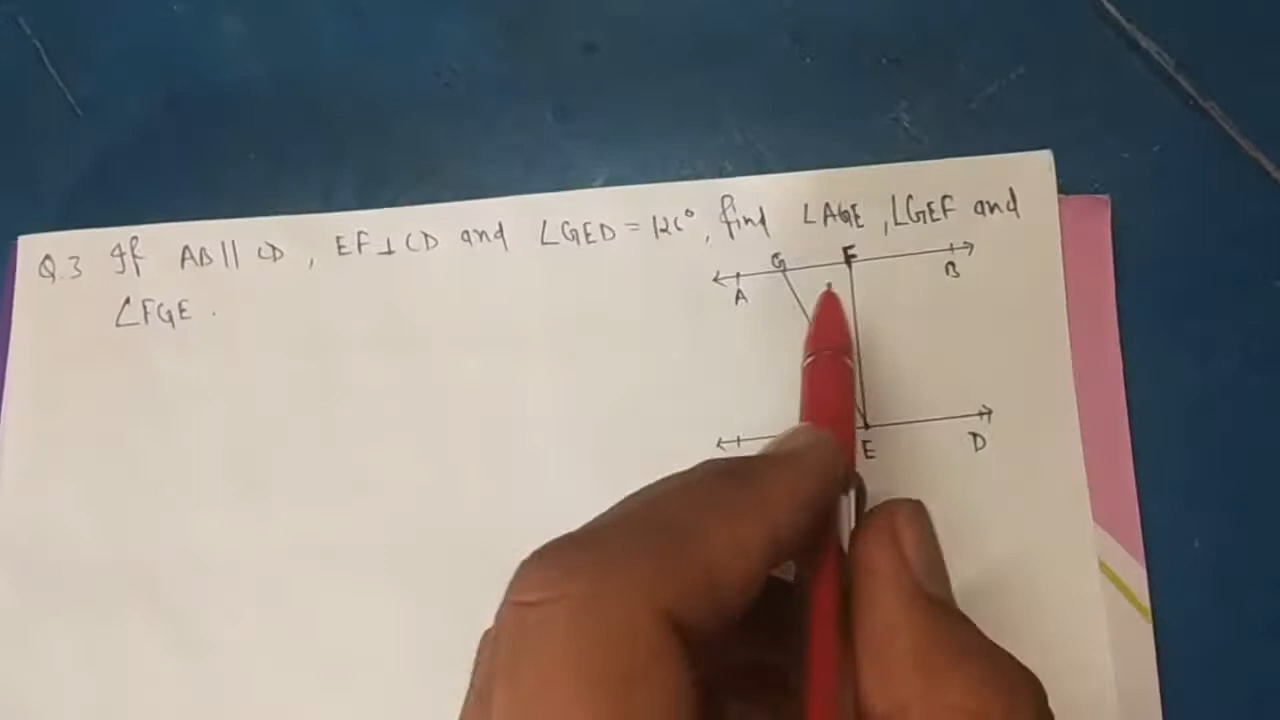 Q.3 If AB || CD, EF ⊥ CD and ∠GED = 126°, find ∠AGE, ∠GEF and
∠FGE.
G F
A B
E D